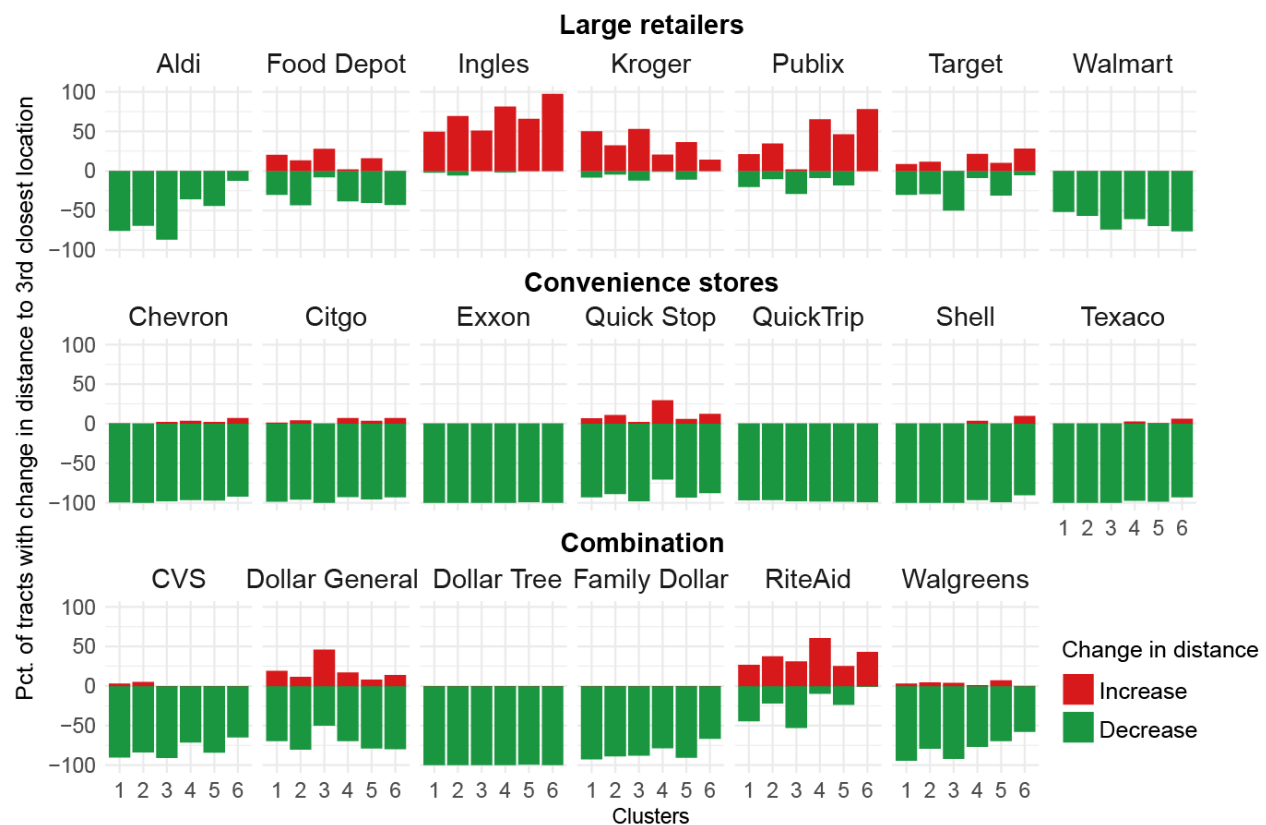 Large retailers
Aldi Food Depot Ingles Kroger Publix Target Walmart
Pct. of tracts with change in distance to 3rd closest location
100
50
0
−50
−100
Convenience stores
Chevron Citgo Exxon Quick Stop QuickTrip Shell Texaco
100
50
0
−50
−100
1 2 3 4 5 6
Combination
CVS Dollar General Dollar Tree Family Dollar RiteAid Walgreens
100
50
0
−50
−100
1 2 3 4 5 6 1 2 3 4 5 6 1 2 3 4 5 6 1 2 3 4 5 6 1 2 3 4 5 6 1 2 3 4 5 6
Clusters
Change in distance
Increase
Decrease